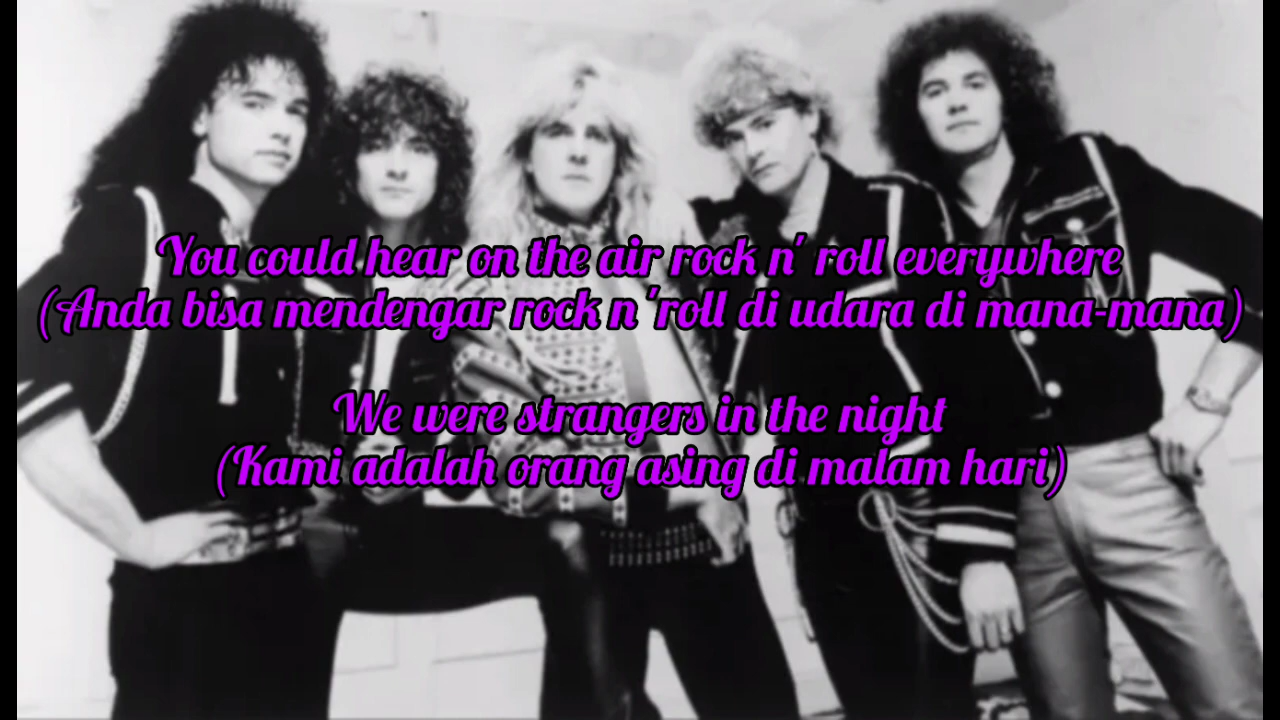 You could hear on the air rock n' roll everywhere
(Anda bisa mendengar rock n 'roll di udara di mana-mana)
We were strangers in the night
(Kami adalah orang asing di malam hari)